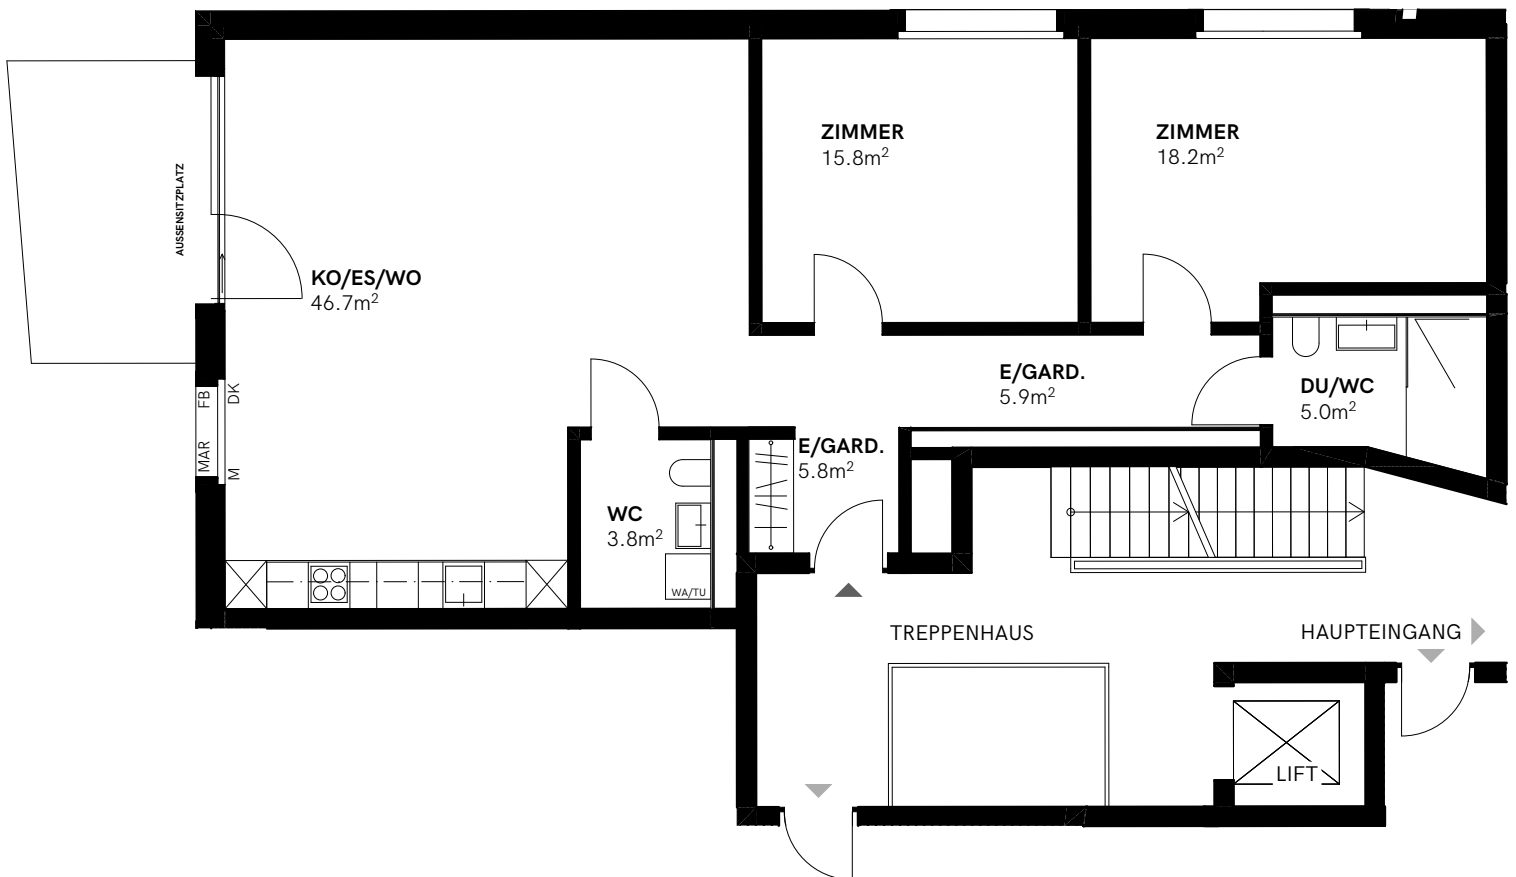 ZIMMER
15.8m²
ZIMMER
18.2m²
AUSSENSITZPLATZ
KO/ES/WO
46.7m²
E/GARD.
5.9m²
DU/WC
5.0m²
FB
DK
MAR
M
E/GARD.
5.8m²
WC
3.8m²
WA/TU
TREPPENHAUS
HAUPTEINGANG
LIFT